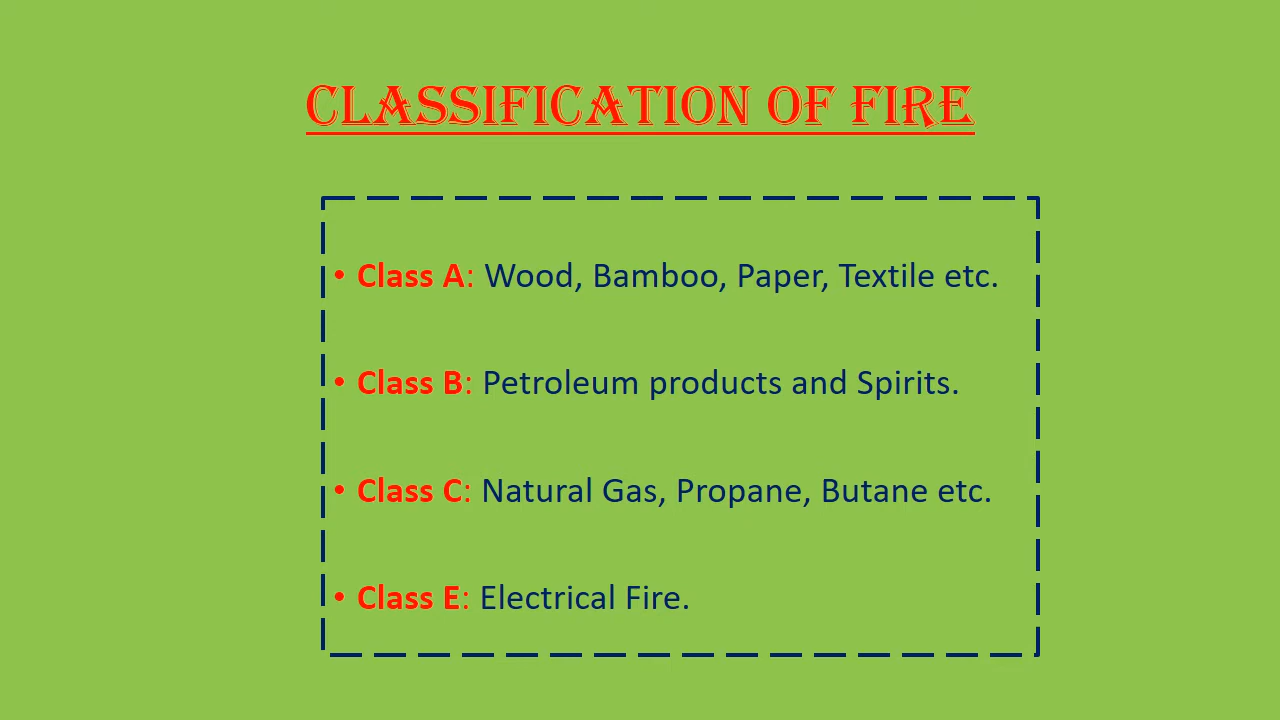 CLASSIFICATION OF FIRE
• Class A: Wood, Bamboo, Paper, Textile etc.
• Class B: Petroleum products and Spirits.
• Class C: Natural Gas, Propane, Butane etc.
• Class E: Electrical Fire.